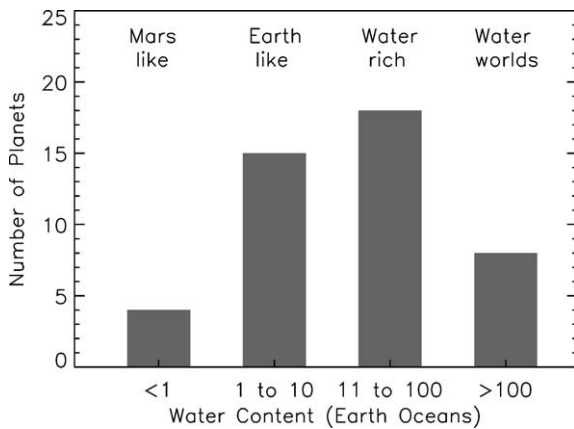 25
20
15
10
5
0
Number of Planets
Mars like
Earth like
Water rich
Water worlds
<1
1 to 10
11 to 100
>100
Water Content (Earth Oceans)